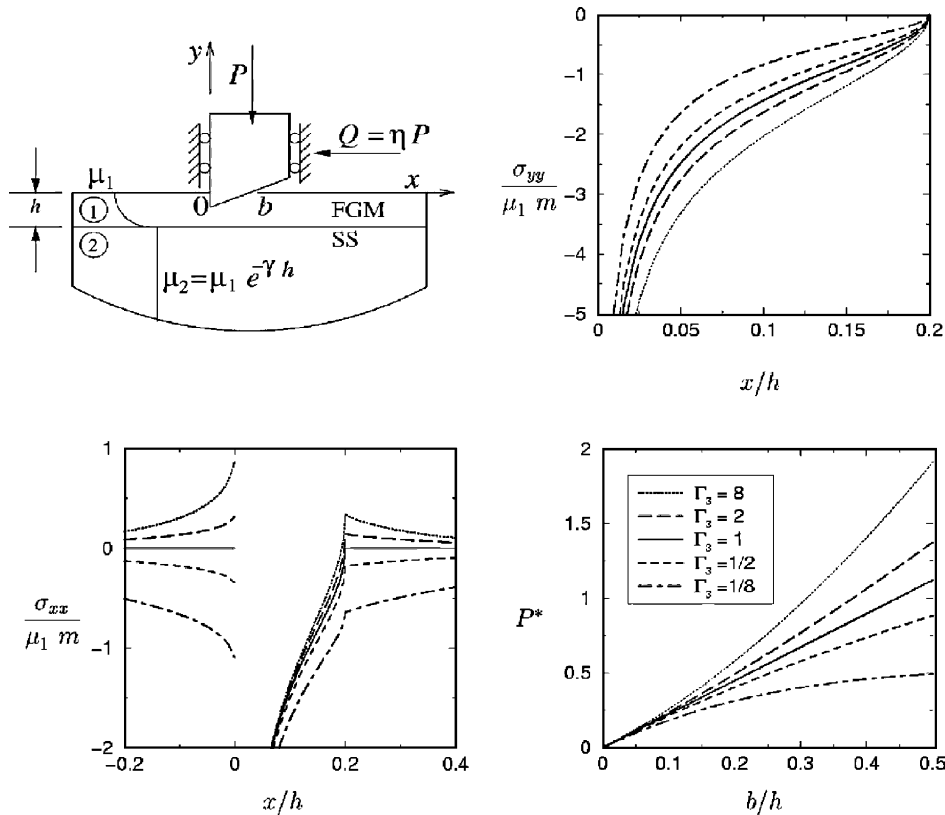 y
P
Q = η P
μ₁
x
h
0
b
①
FGM
②
SS
μ₂=μ₁ e^-γ h
0
−1
−2
−3
−4
−5
σyy
μ₁ m
0
0.05
0.1
0.15
0.2
x/h
1
0
−1
−2
σxx
μ₁ m
−0.2
0
0.2
0.4
x/h
2
1.5
1
0.5
0
P*
Γ₃ = 8
Γ₃ = 2
Γ₃ = 1
Γ₃ =1/2
Γ₃ =1/8
0
0.1
0.2
0.3
0.4
0.5
b/h